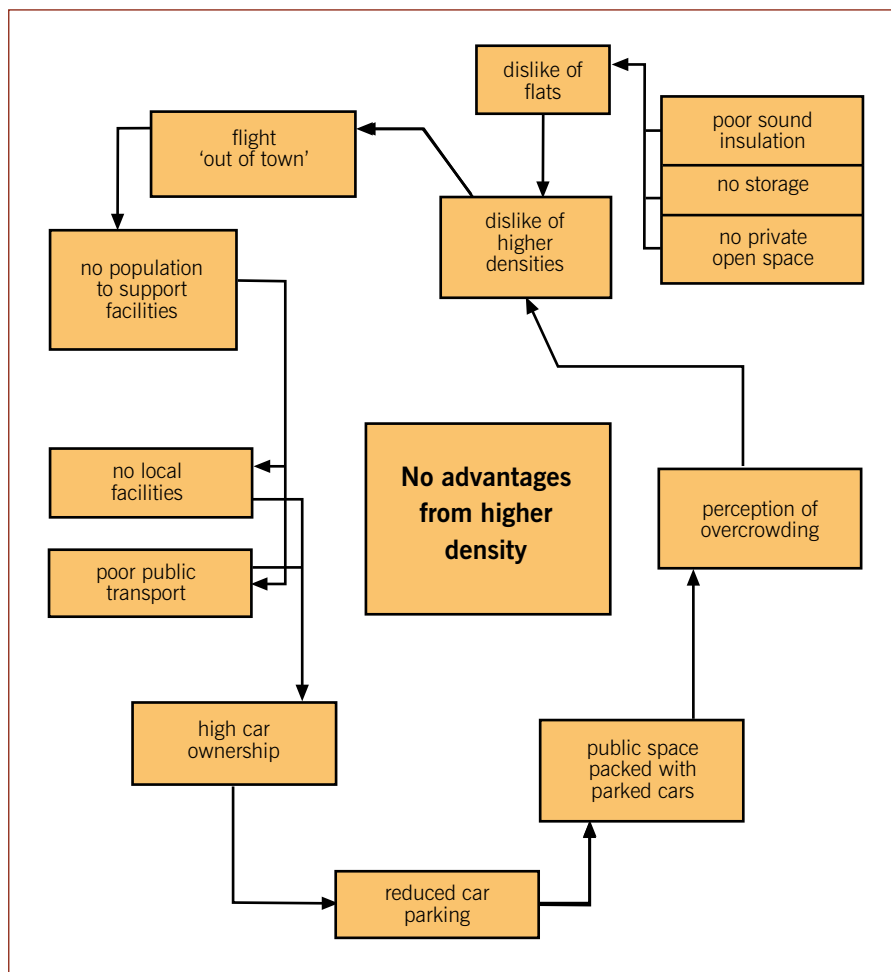 dislike of
flats
poor sound
insulation
no storage
no private
open space
flight
‘out of town’
dislike of
higher
densities
no population
to support
facilities
no local
facilities
poor public
transport
No advantages
from higher
density
perception of
overcrowding
high car
ownership
public space
packed with
parked cars
reduced car
parking